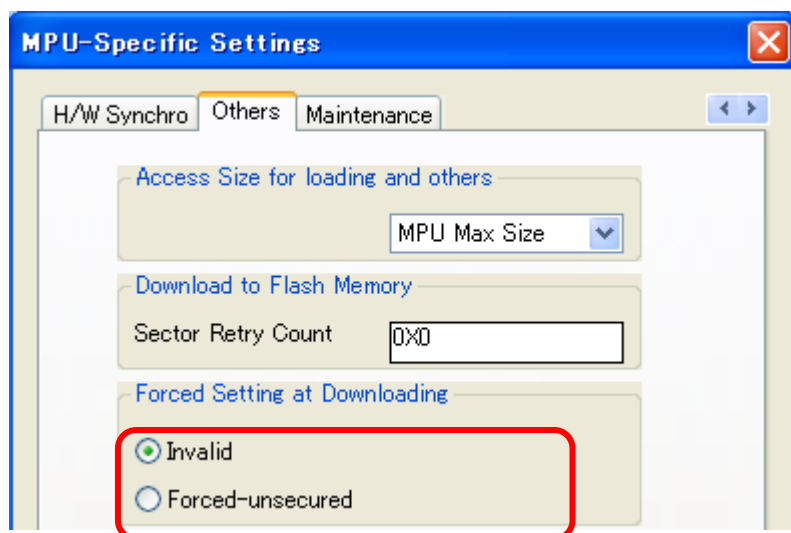 MPU-Specific Settings
H/W Synchro Others Maintenance
Access Size for loading and others
MPU Max Size
Download to Flash Memory
Sector Retry Count 0X0
Forced Setting at Downloading
Invalid
Forced-unsecured